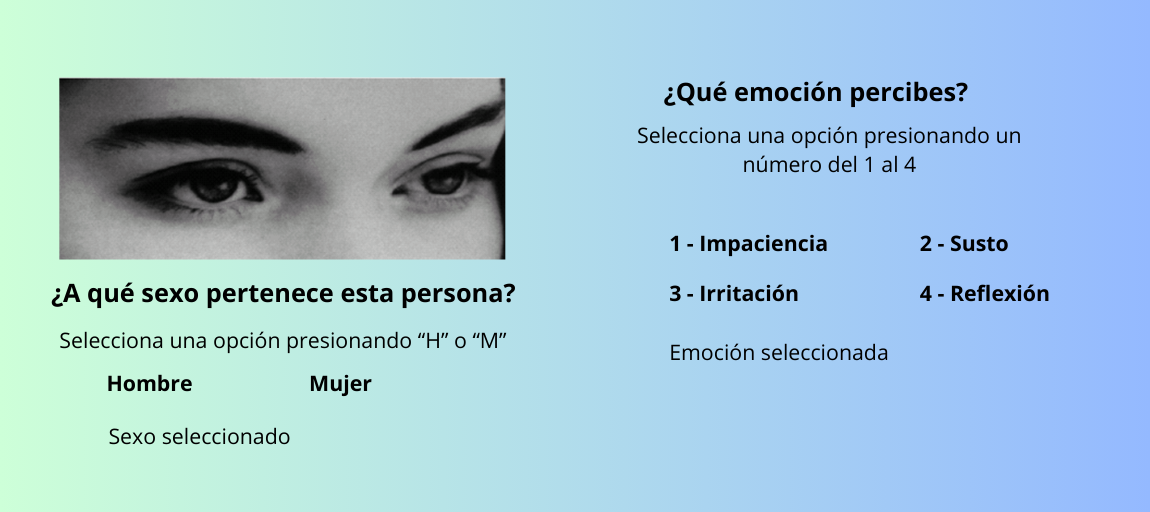 ¿A qué sexo pertenece esta persona?
Selecciona una opción presionando “H” o “M”
Hombre
Mujer
Sexo seleccionado
¿Qué emoción percibes?
Selecciona una opción presionando un
número del 1 al 4
1 - Impaciencia
2 - Susto
3 - Irritación
4 - Reflexión
Emoción seleccionada